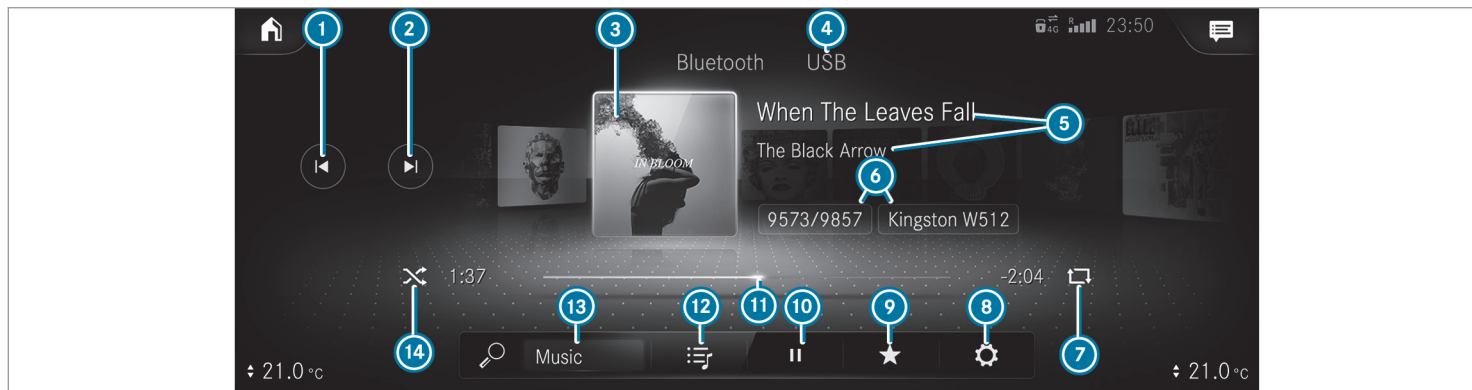 1
2
3
4
4G
R
23:50
Bluetooth
USB
When The Leaves Fall
5
The Black Arrow
6
IN BLOOM
9573/9857
Kingston W512
1:37
-2:04
14
13
12
11
10
9
8
7
Music
21.0 °C
21.0 °C